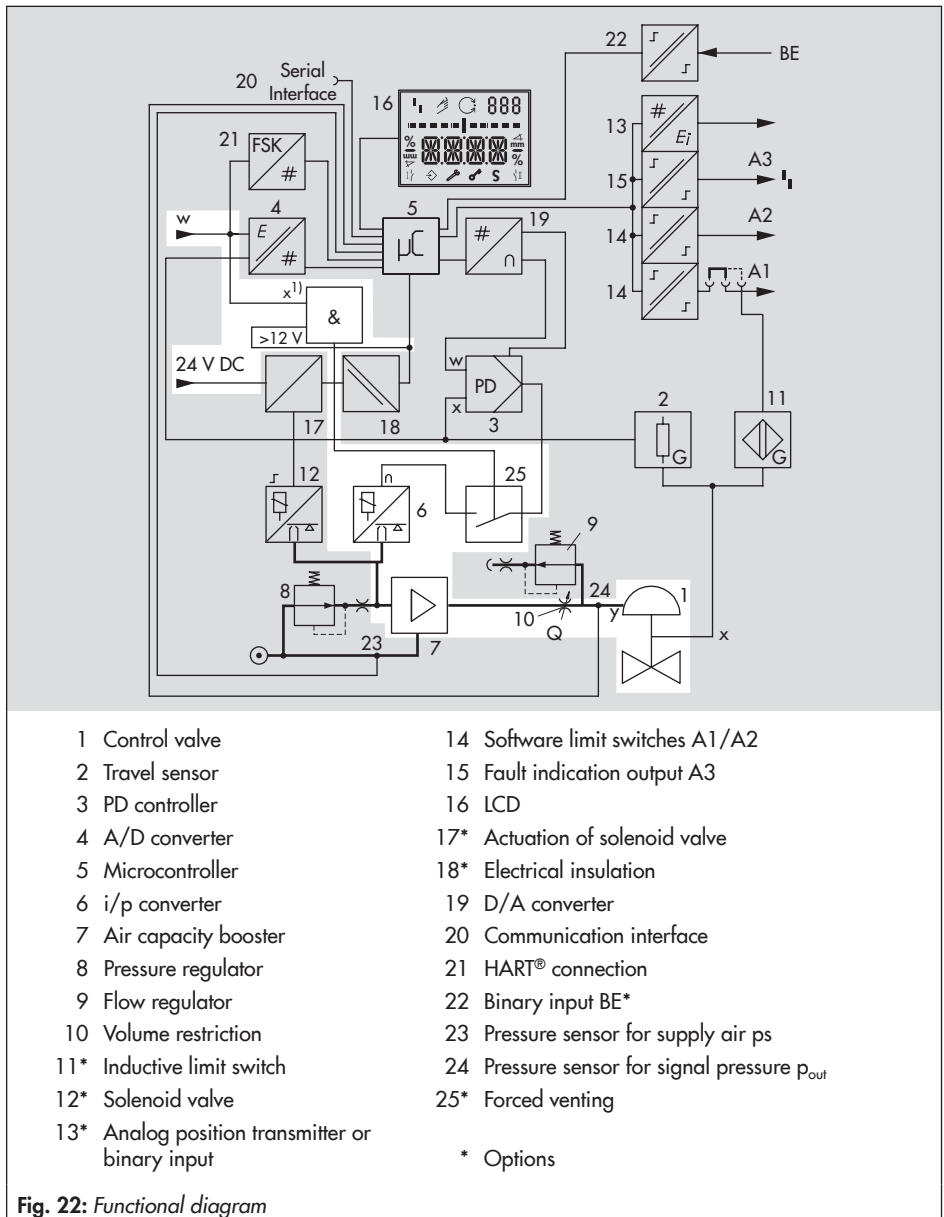 22
BE
20
Serial
Interface
16
888
%
mm
mm
%
S
13
#
Ei
21
FSK
#
15
A3
w
4
E
#
5
µC
19
#
∩
14
A2
14
A1
x1)
&
>12 V
24 V DC
w
PD
x
3
17
18
2
G
11
G
12
∩
6
25
9
8
7
23
10
Q
24
y
1
x
1 Control valve
2 Travel sensor
3 PD controller
4 A/D converter
5 Microcontroller
6 i/p converter
7 Air capacity booster
8 Pressure regulator
9 Flow regulator
10 Volume restriction
11* Inductive limit switch
12* Solenoid valve
13* Analog position transmitter or
binary input
14 Software limit switches A1/A2
15 Fault indication output A3
16 LCD
17* Actuation of solenoid valve
18* Electrical insulation
19 D/A converter
20 Communication interface
21 HART® connection
22 Binary input BE*
23 Pressure sensor for supply air ps
24 Pressure sensor for signal pressure pout
25* Forced venting
* Options
Fig. 22: Functional diagram